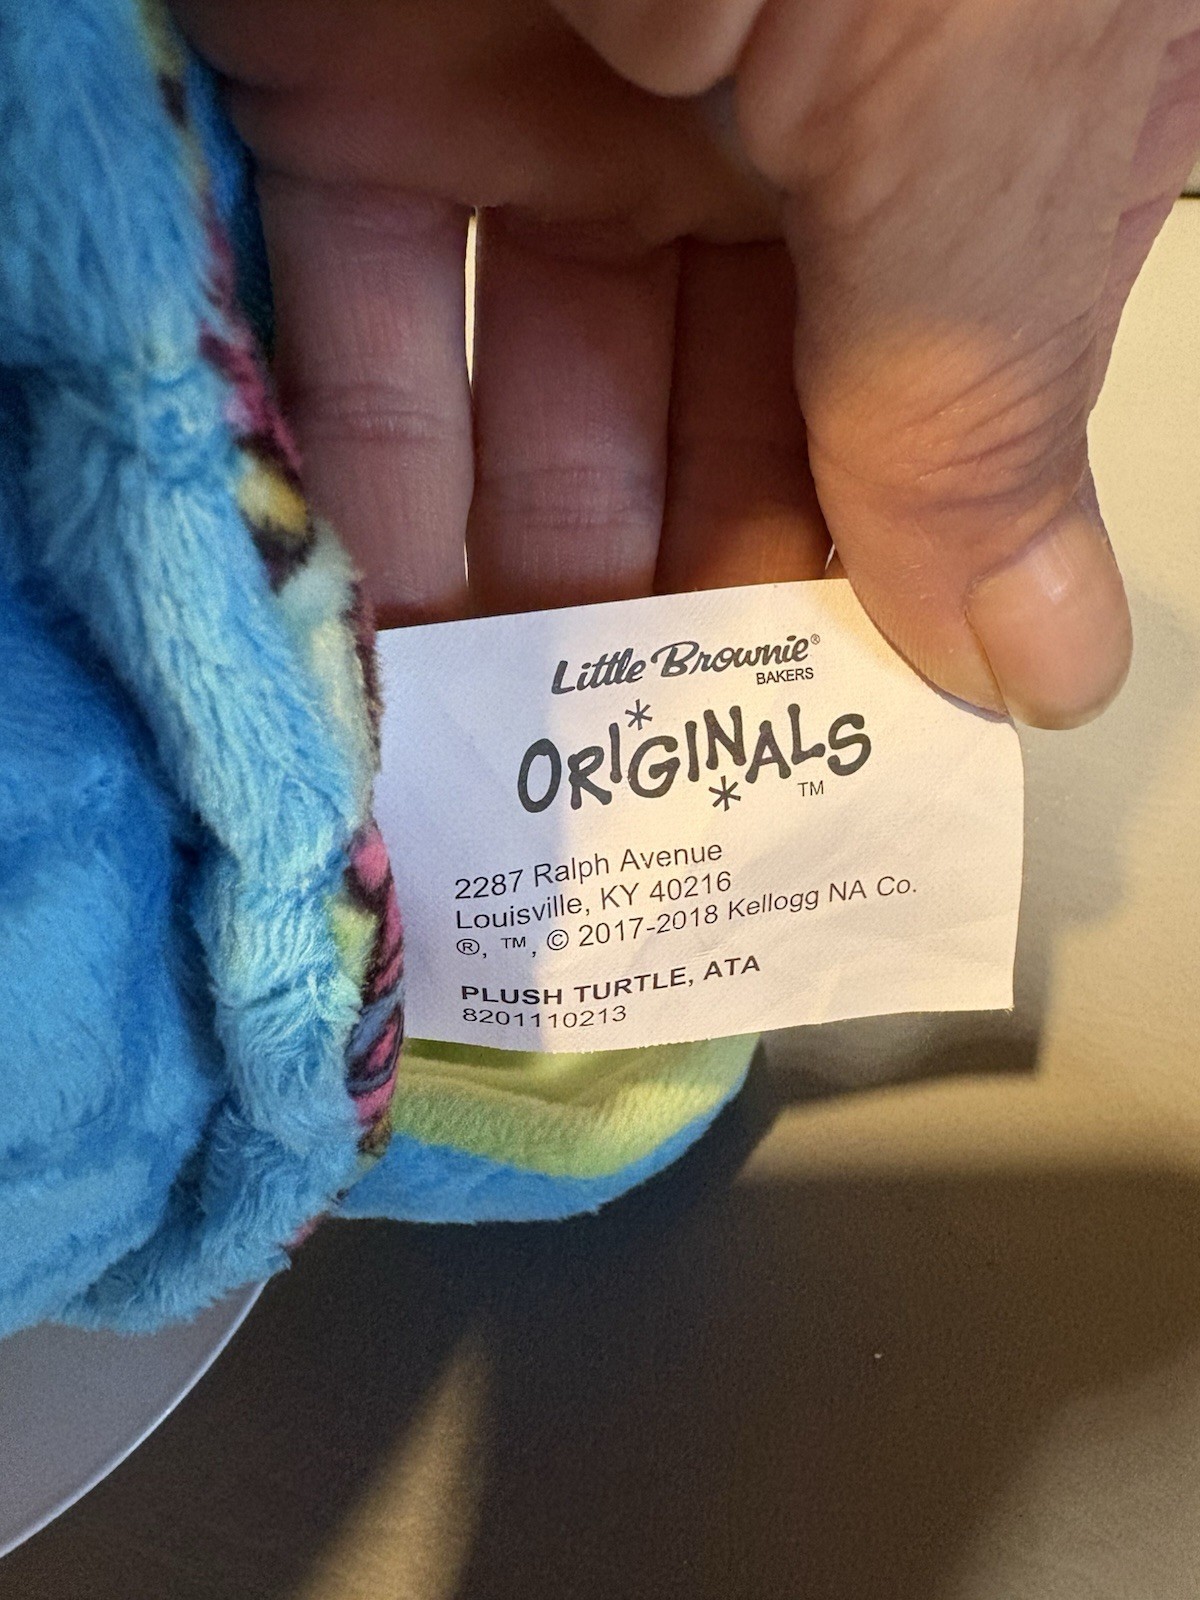 Little Brownie®
BAKERS
ORIGINALS
™
2287 Ralph Avenue
Louisville, KY 40216
®, ™, © 2017-2018 Kellogg NA Co.
PLUSH TURTLE, ATA
8201110213